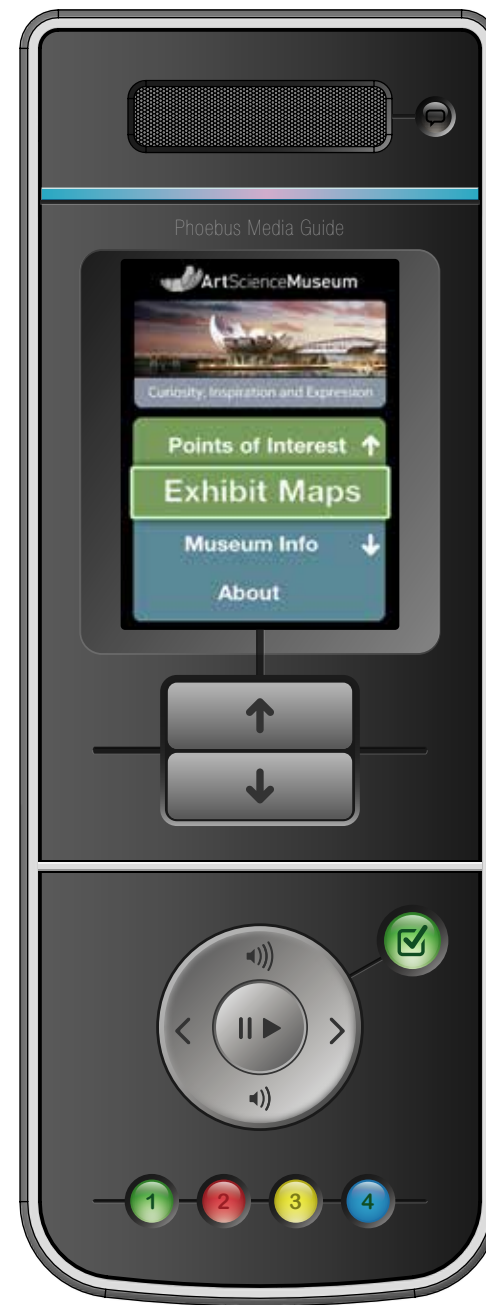 Phoebus Media Guide
ArtScienceMuseum
Curiosity, Inspiration and Expression
Points of Interest
Exhibit Maps
Museum Info
About
1 2 3 4